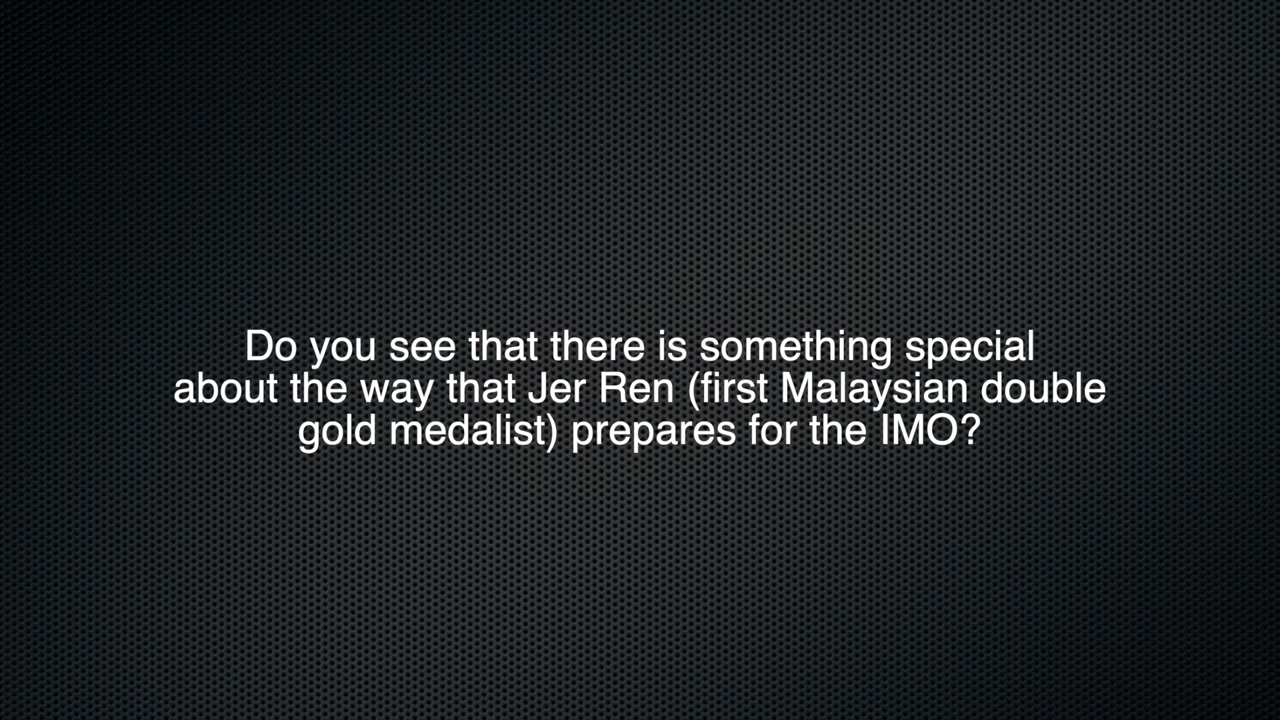 Do you see that there is something special
about the way that Jer Ren (first Malaysian double
gold medalist) prepares for the IMO?